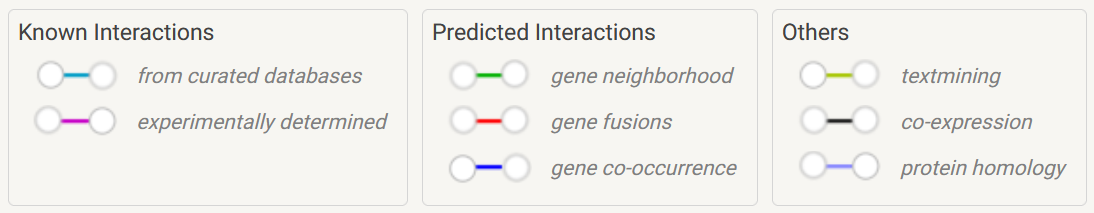 Known Interactions
from curated databases
experimentally determined
Predicted Interactions
gene neighborhood
gene fusions
gene co-occurrence
Others
textmining
co-expression
protein homology